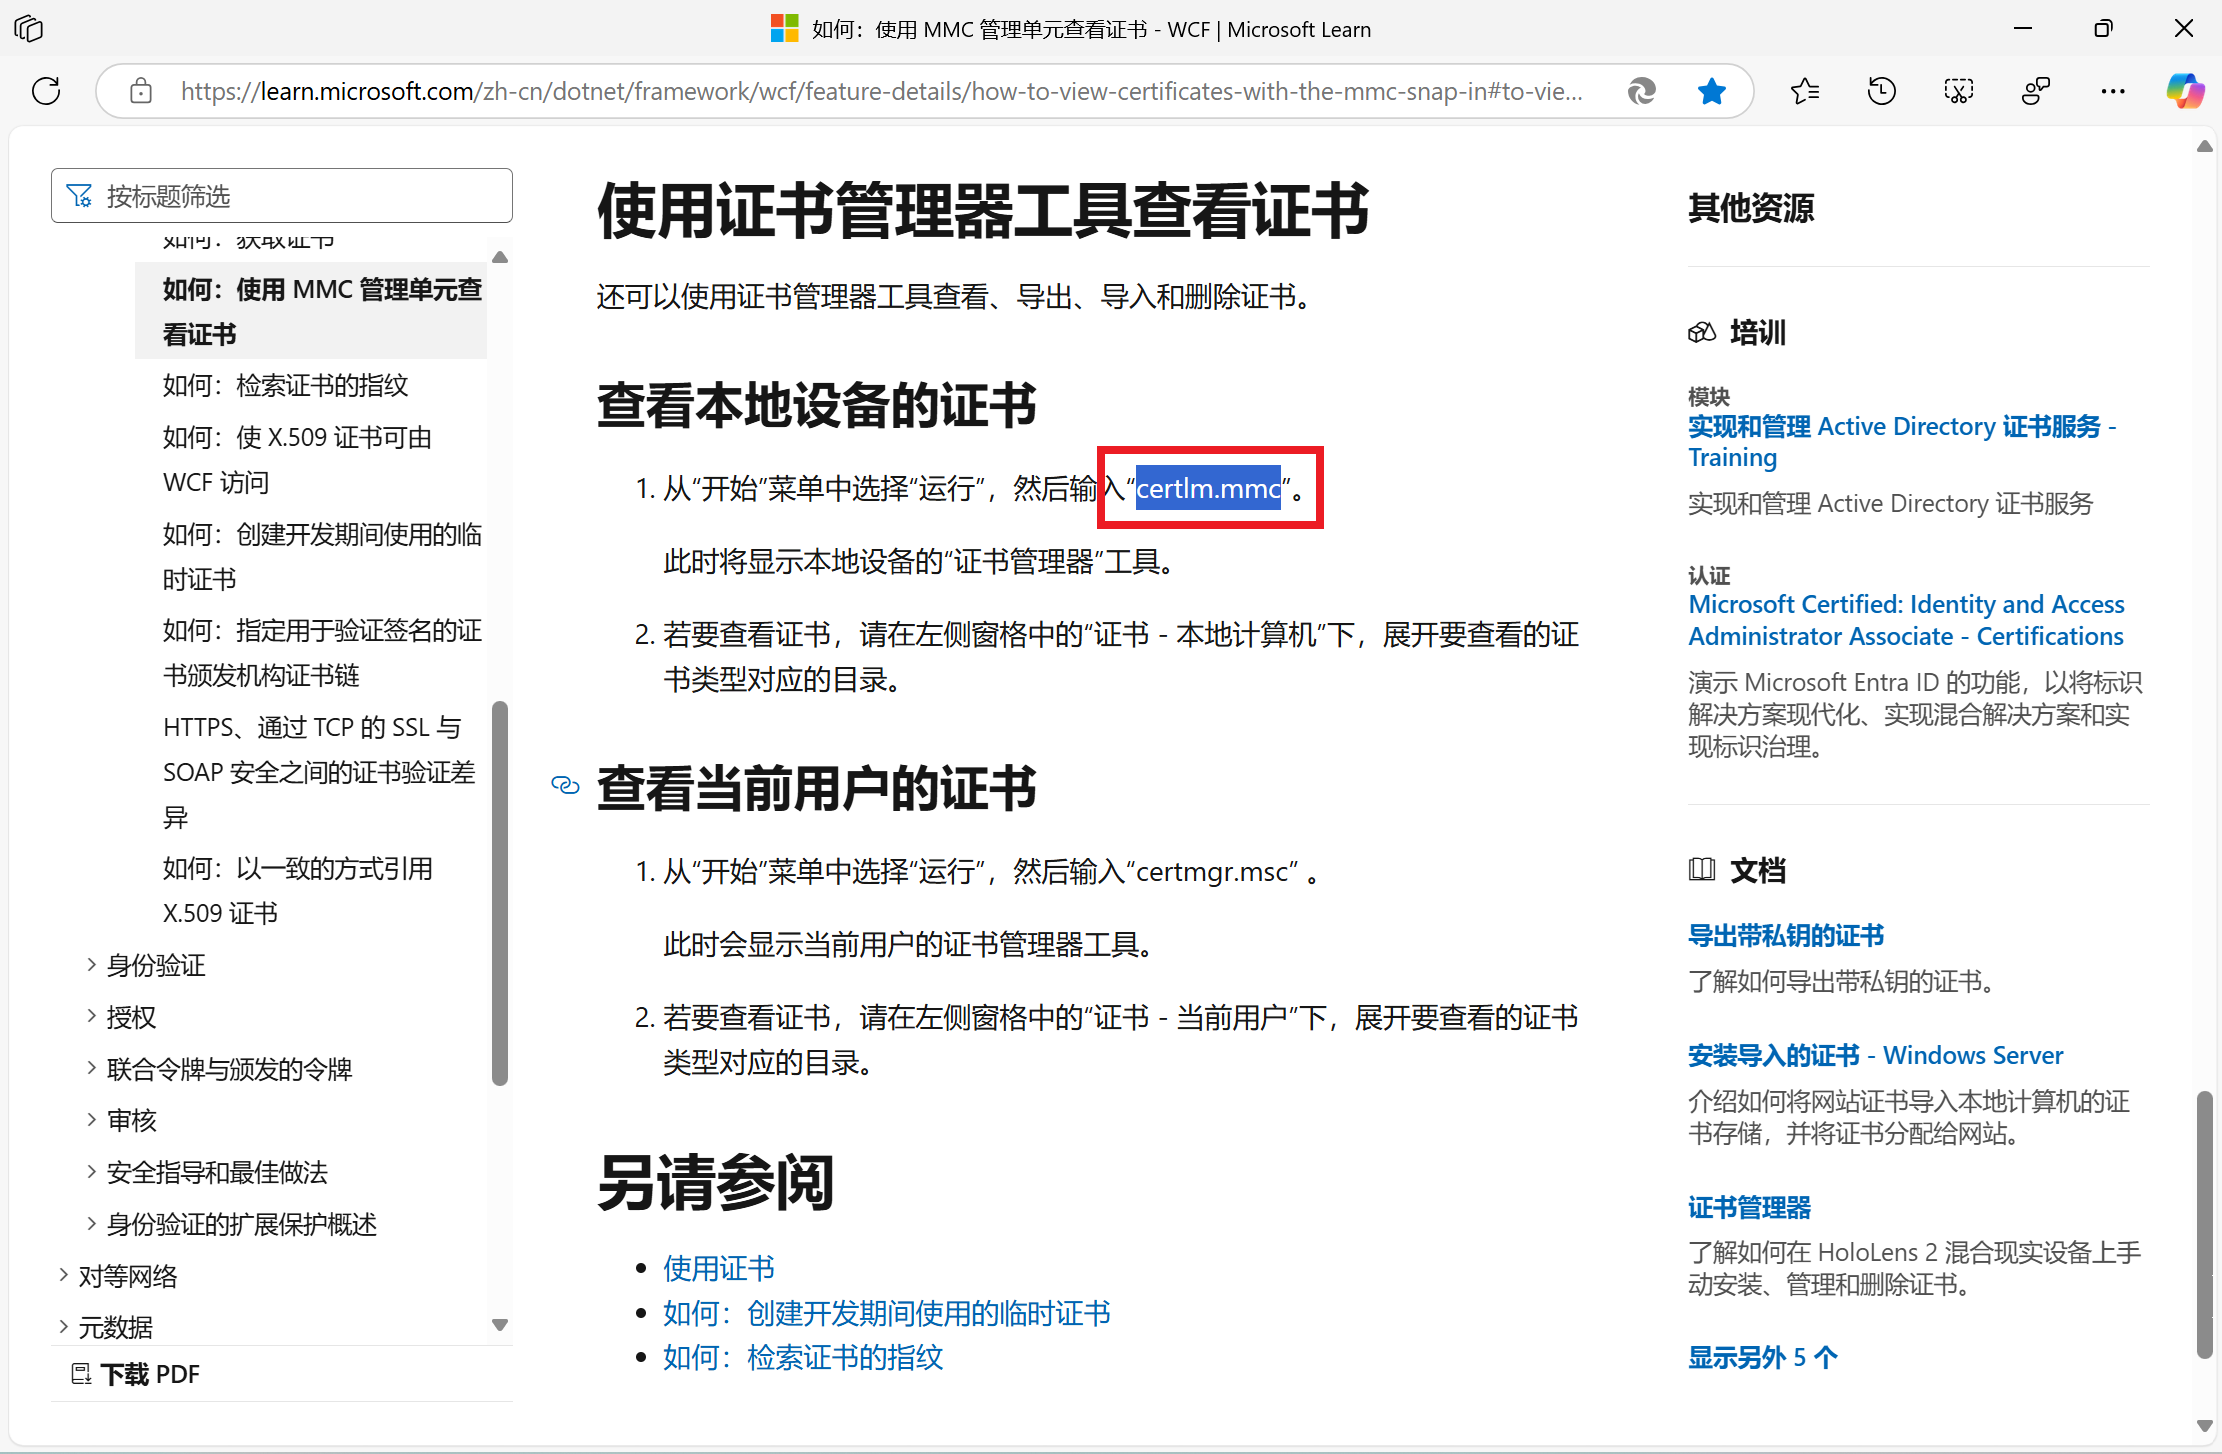 如何：使用 MMC 管理单元查看证书 - WCF | Microsoft Learn
https://learn.microsoft.com/zh-cn/dotnet/framework/wcf/feature-details/how-to-view-certificates-with-the-mmc-snap-in#to-vie...
按标题筛选
如何：获取证书
如何：使用 MMC 管理单元查
看证书
如何：检索证书的指纹
如何：使 X.509 证书可由
WCF 访问
如何：创建开发期间使用的临
时证书
如何：指定用于验证签名的证
书颁发机构证书链
HTTPS、通过 TCP 的 SSL 与
SOAP 安全之间的证书验证差
异
如何：以一致的方式引用
X.509 证书
身份验证
授权
联合令牌与颁发的令牌
审核
安全指导和最佳做法
身份验证的扩展保护概述
对等网络
元数据
下载 PDF
使用证书管理器工具查看证书
还可以使用证书管理器工具查看、导出、导入和删除证书。
查看本地设备的证书
1. 从“开始”菜单中选择“运行”，然后输入“certlm.mmc”。
此时将显示本地设备的“证书管理器”工具。
2. 若要查看证书，请在左侧窗格中的“证书 - 本地计算机”下，展开要查看的证
书类型对应的目录。
查看当前用户的证书
1. 从“开始”菜单中选择“运行”，然后输入“certmgr.msc” 。
此时会显示当前用户的证书管理器工具。
2. 若要查看证书，请在左侧窗格中的“证书 - 当前用户”下，展开要查看的证书
类型对应的目录。
另请参阅
• 使用证书
• 如何：创建开发期间使用的临时证书
• 如何：检索证书的指纹
其他资源
培训
模块
实现和管理 Active Directory 证书服务 -
Training
实现和管理 Active Directory 证书服务
认证
Microsoft Certified: Identity and Access
Administrator Associate - Certifications
演示 Microsoft Entra ID 的功能，以将标识
解决方案现代化、实现混合解决方案和实
现标识治理。
文档
导出带私钥的证书
了解如何导出带私钥的证书。
安装导入的证书 - Windows Server
介绍如何将网站证书导入本地计算机的证
书存储，并将证书分配给网站。
证书管理器
了解如何在 HoloLens 2 混合现实设备上手
动安装、管理和删除证书。
显示另外 5 个